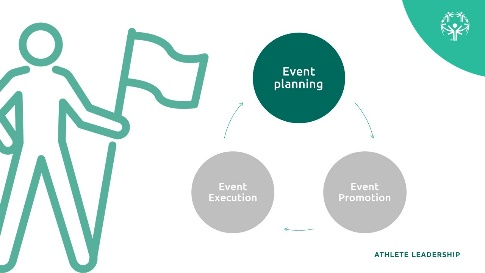 Event
planning
Event
Execution
Event
Promotion
ATHLETE LEADERSHIP